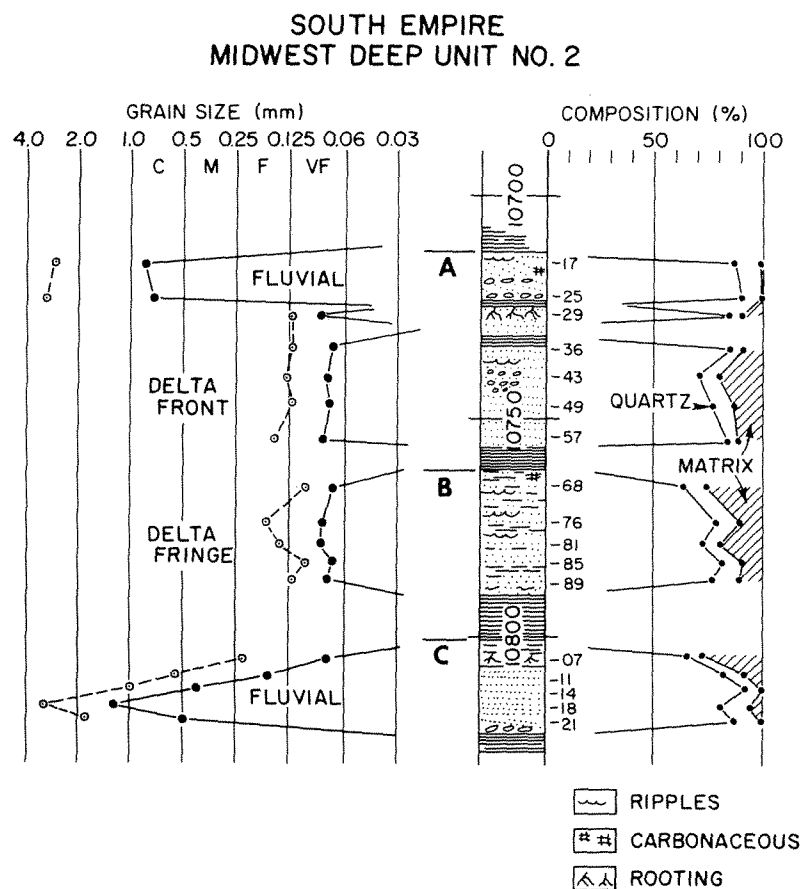 SOUTH EMPIRE
MIDWEST DEEP UNIT NO. 2
GRAIN SIZE (mm)
COMPOSITION (%)
4.0 2.0 1.0 0.5 0.25 0.125 0.06 0.03
0 50 100
C M F VF
10700
A
FLUVIAL
-17
-25
-29
-36
-43
DELTA
FRONT
QUARTZ
-49
10750
-57
MATRIX
B
-68
-76
DELTA
FRINGE
-81
-85
-89
10800
C
-07
FLUVIAL
-11
-14
-18
-21
RIPPLES
CARBONACEOUS
ROOTING